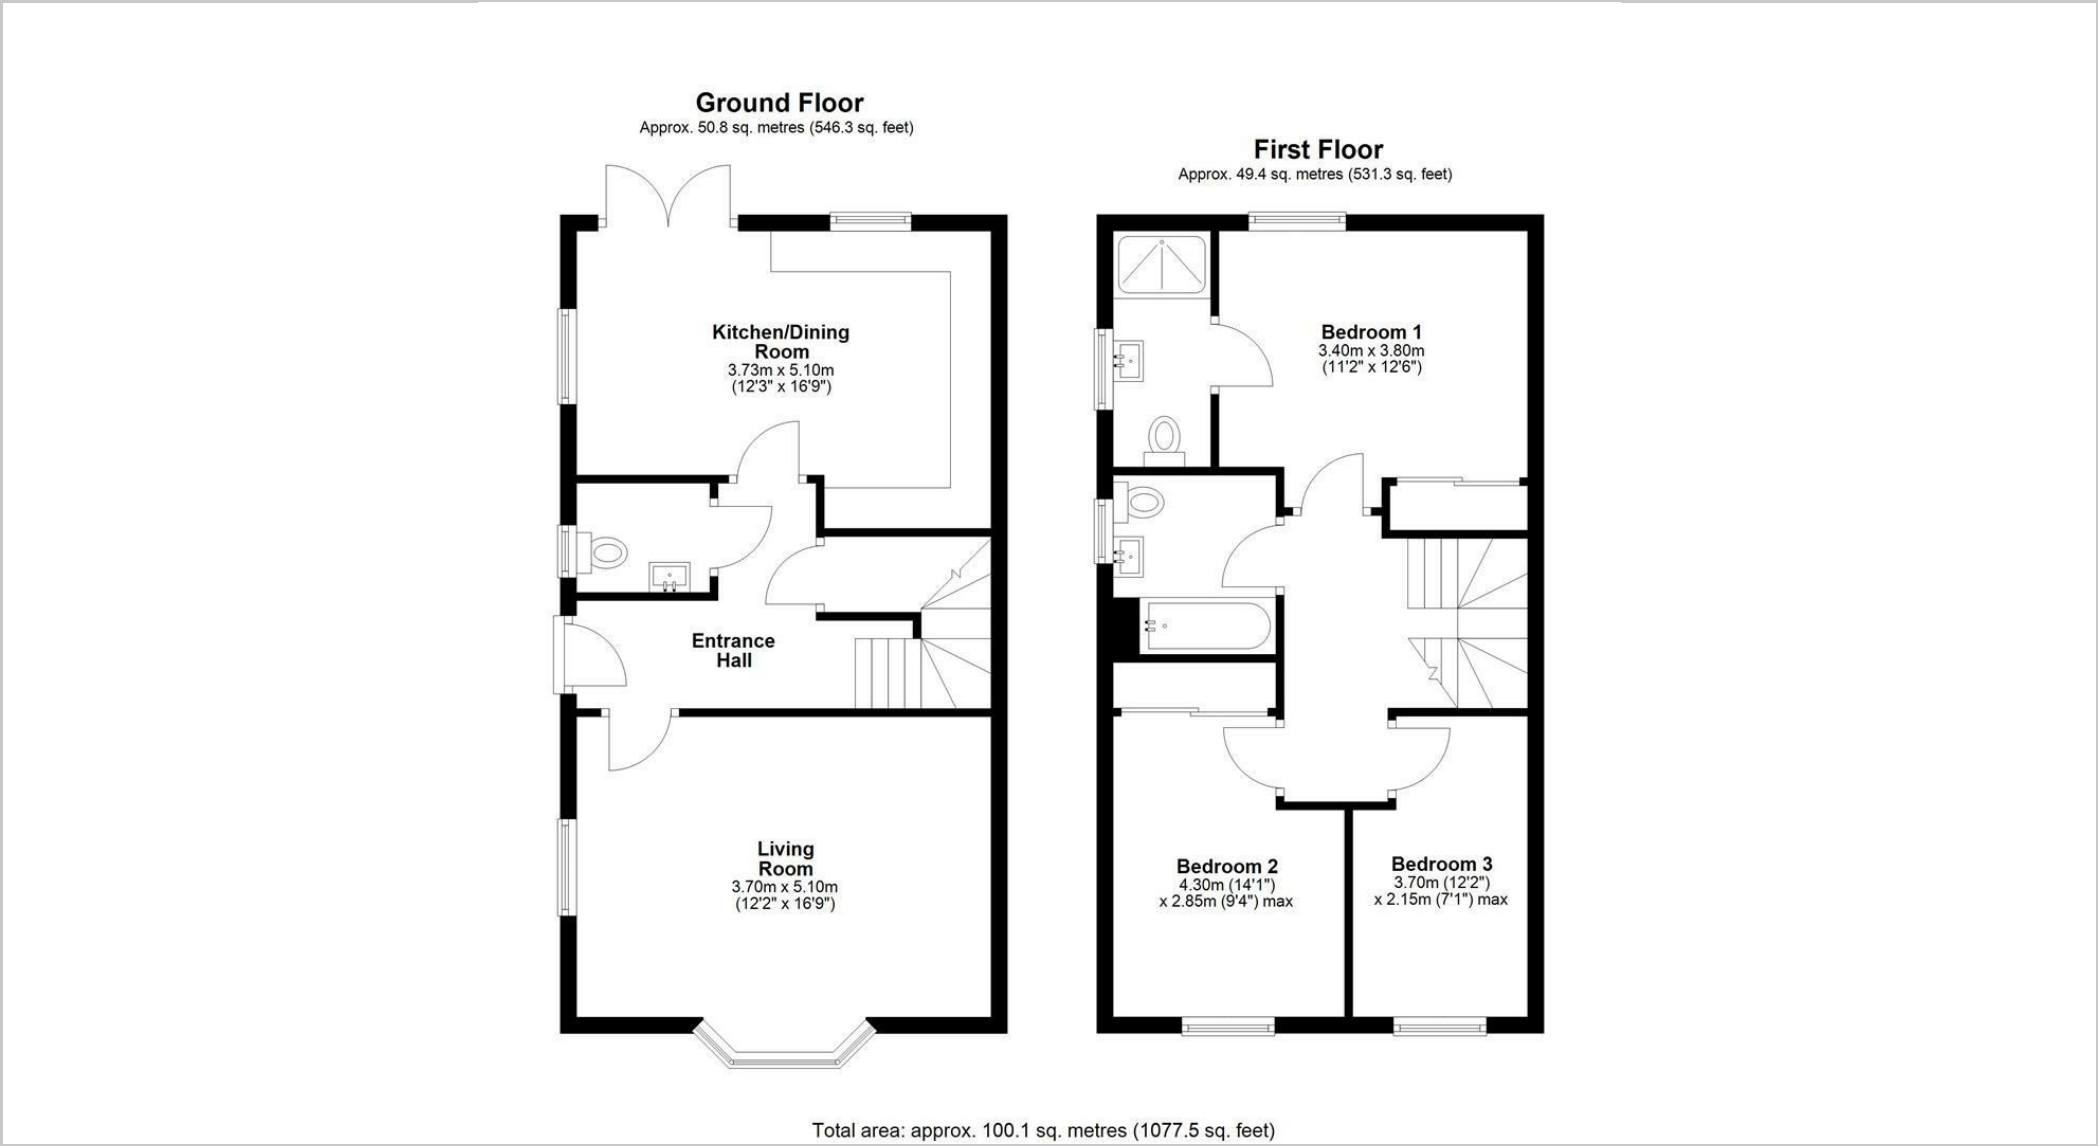 Ground Floor
Approx. 50.8 sq. metres (546.3 sq. feet)
Kitchen/Dining
Room
3.73m x 5.10m
(12'3" x 16'9")
Entrance
Hall
Living
Room
3.70m x 5.10m
(12'2" x 16'9")
First Floor
Approx. 49.4 sq. metres (531.3 sq. feet)
Bedroom 1
3.40m x 3.80m
(11'2" x 12'6")
Bedroom 2
4.30m (14'1")
x 2.85m (9'4") max
Bedroom 3
3.70m (12'2")
x 2.15m (7'1") max
Total area: approx. 100.1 sq. metres (1077.5 sq. feet)